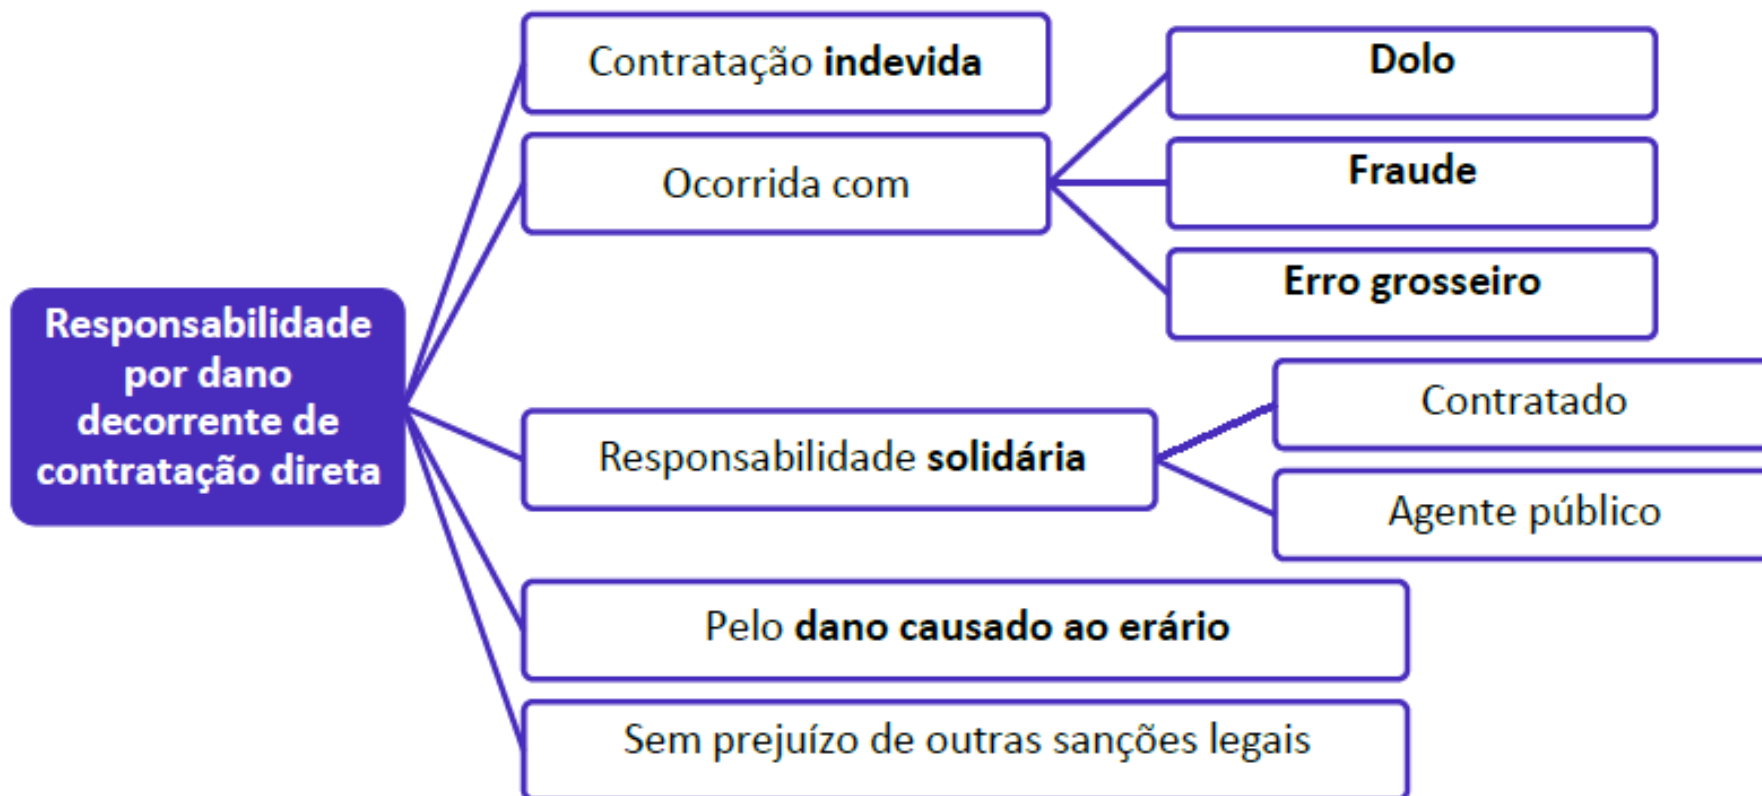 Contratação indevida
Dolo
Ocorrida com
Fraude
Erro grosseiro
Responsabilidade
por dano
decorrente de
contratação direta
Contratado
Responsabilidade solidária
Agente público
Pelo dano causado ao erário
Sem prejuízo de outras sanções legais